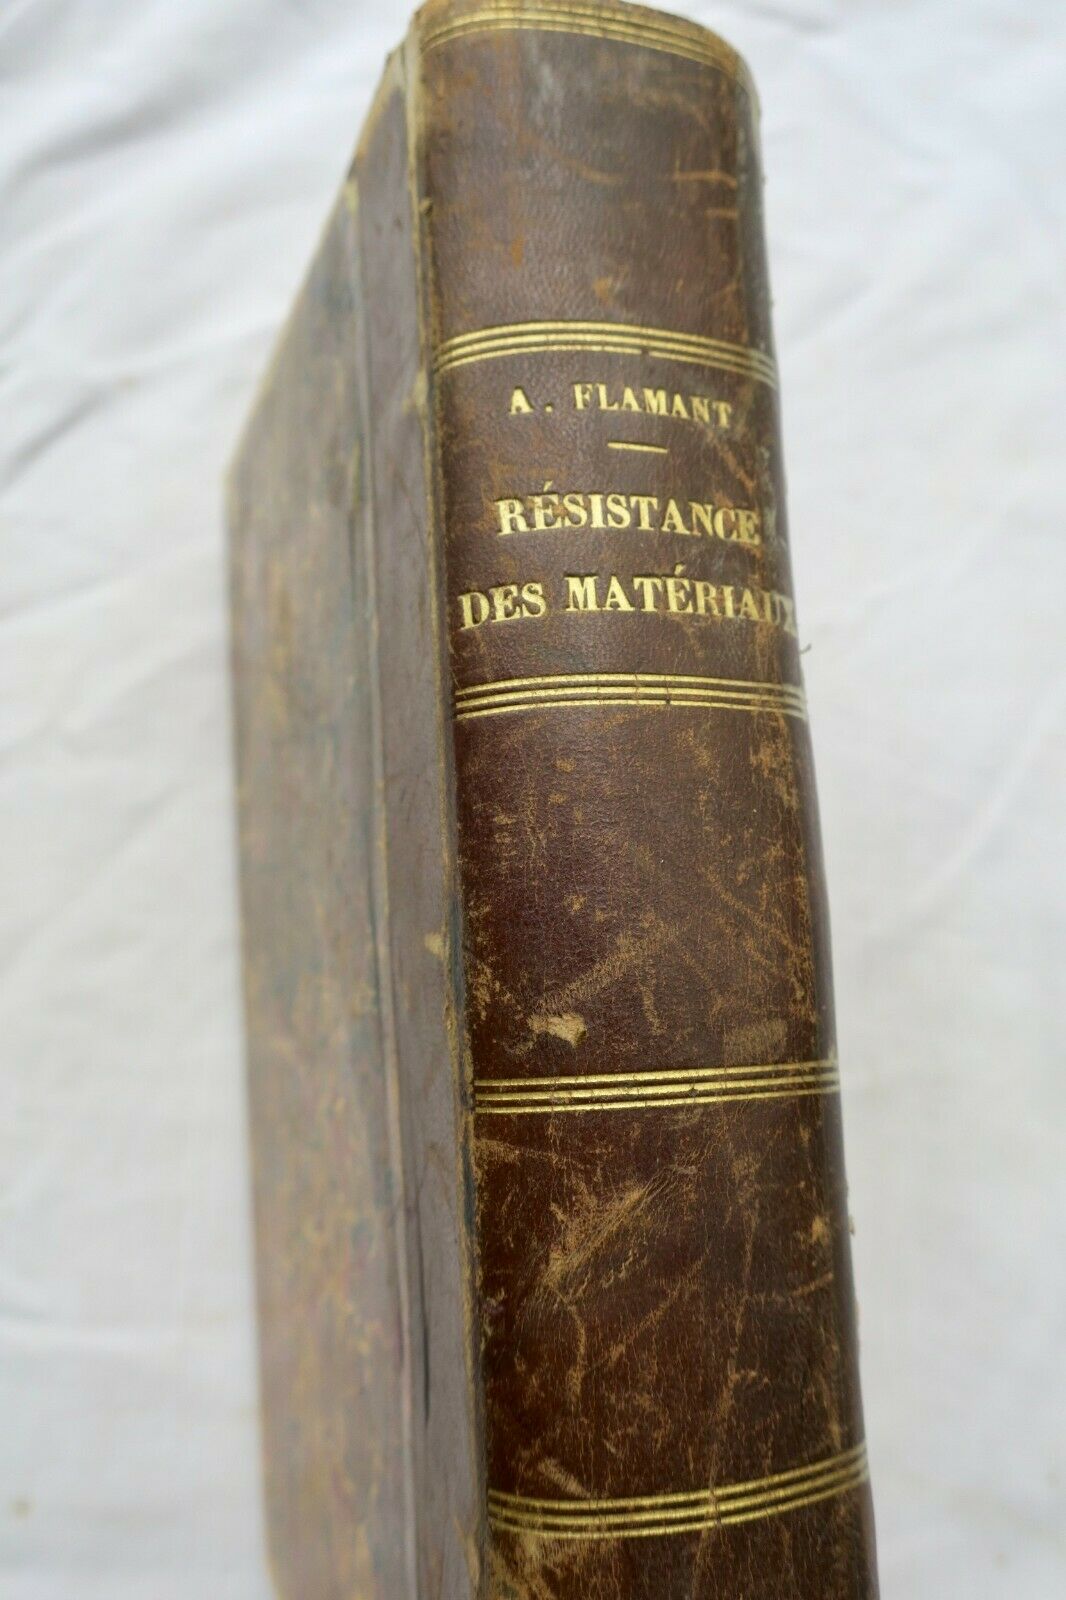 A. FLAMANT
RÉSISTANCE
DES MATÉRIAUX